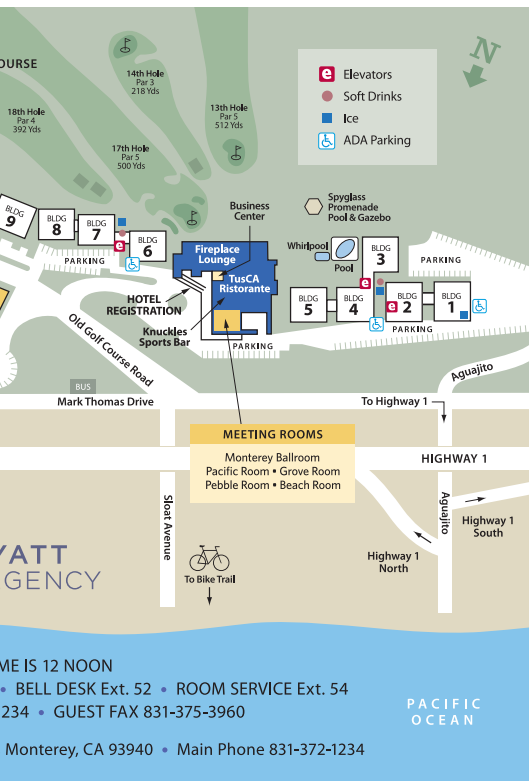 OURSE
14th Hole
Par 3
218 Yds
18th Hole
Par 4
392 Yds
13th Hole
Par 5
512 Yds
17th Hole
Par 5
500 Yds
N
e Elevators
Soft Drinks
Ice
ADA Parking
BLDG
9
BLDG
8
BLDG
7
BLDG
6
e
PARKING
Business
Center
Fireplace
Lounge
TusCA
Ristorante
HOTEL
REGISTRATION
Knuckles
Sports Bar
PARKING
Spyglass
Promenade
Pool & Gazebo
Whirlpool
Pool
BLDG
3
PARKING
e
BLDG
5
BLDG
4
e
BLDG
2
BLDG
1
PARKING
Old Golf Course Road
BUS
Mark Thomas Drive
To Highway 1
Aguajito
MEETING ROOMS
Monterey Ballroom
Pacific Room • Grove Room
Pebble Room • Beach Room
HIGHWAY 1
Sloat Avenue
Aguajito
Highway 1
South
Highway 1
North
To Bike Trail
YATT
GENCY
ME IS 12 NOON
• BELL DESK Ext. 52 • ROOM SERVICE Ext. 54
234 • GUEST FAX 831-375-3960
Monterey, CA 93940 • Main Phone 831-372-1234
PACIFIC
OCEAN